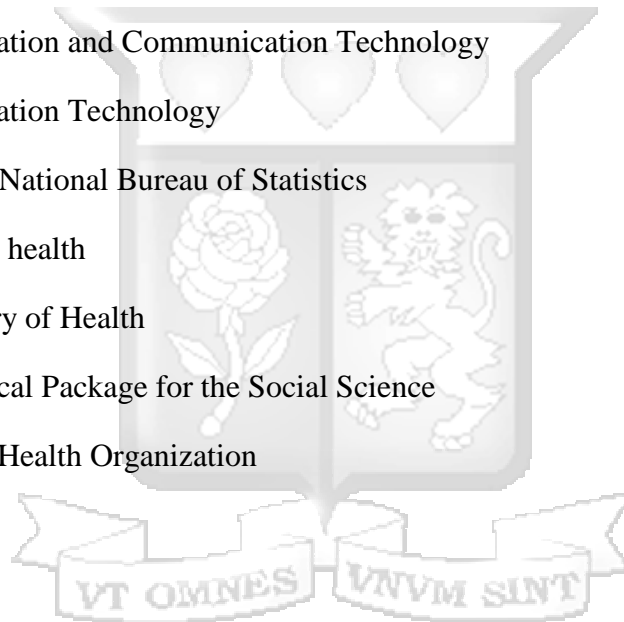 ation and Communication Technology
ation Technology
National Bureau of Statistics
health
ry of Health
cal Package for the Social Science
Health Organization
VT OMNES VNVM SINT